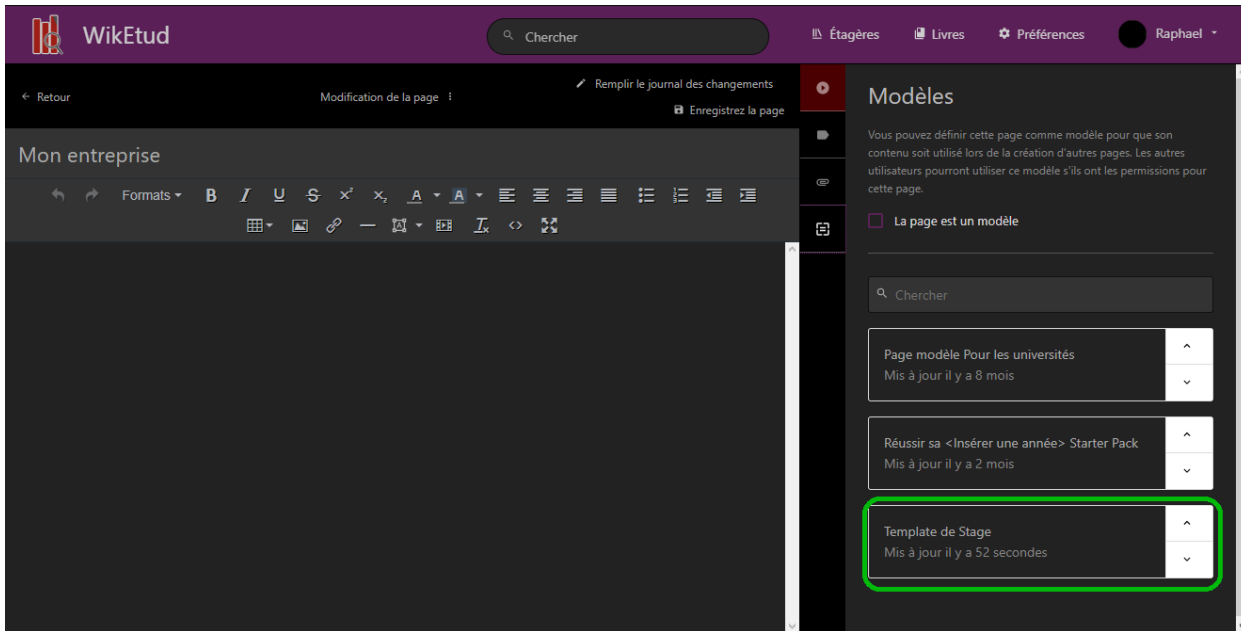 WikEtud
Chercher
Étagères
Livres
Préférences
Raphael
Retour
Modification de la page
Remplir le journal des changements
Enregistrez la page
Mon entreprise
Formats
Modèles
Vous pouvez définir cette page comme modèle pour que son
contenu soit utilisé lors de la création d'autres pages. Les autres
utilisateurs pourront utiliser ce modèle s'ils ont les permissions pour
cette page.
La page est un modèle
Chercher
Page modèle Pour les universités
Mis à jour il y a 8 mois
Réussir sa <Insérer une année> Starter Pack
Mis à jour il y a 2 mois
Template de Stage
Mis à jour il y a 52 secondes